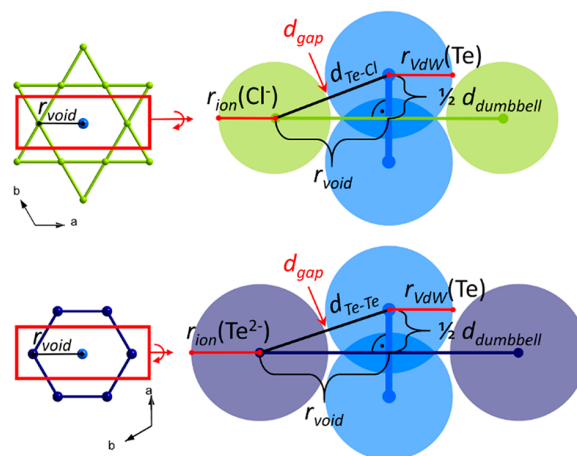 d_gap
d_Te-Cl
r_VdW(Te)
r_ion(Cl⁻)
½ d_dumbbell
r_void
r_void
b
a
d_gap
d_Te-Te
r_VdW(Te)
r_ion(Te²⁻)
½ d_dumbbell
r_void
r_void
a
b